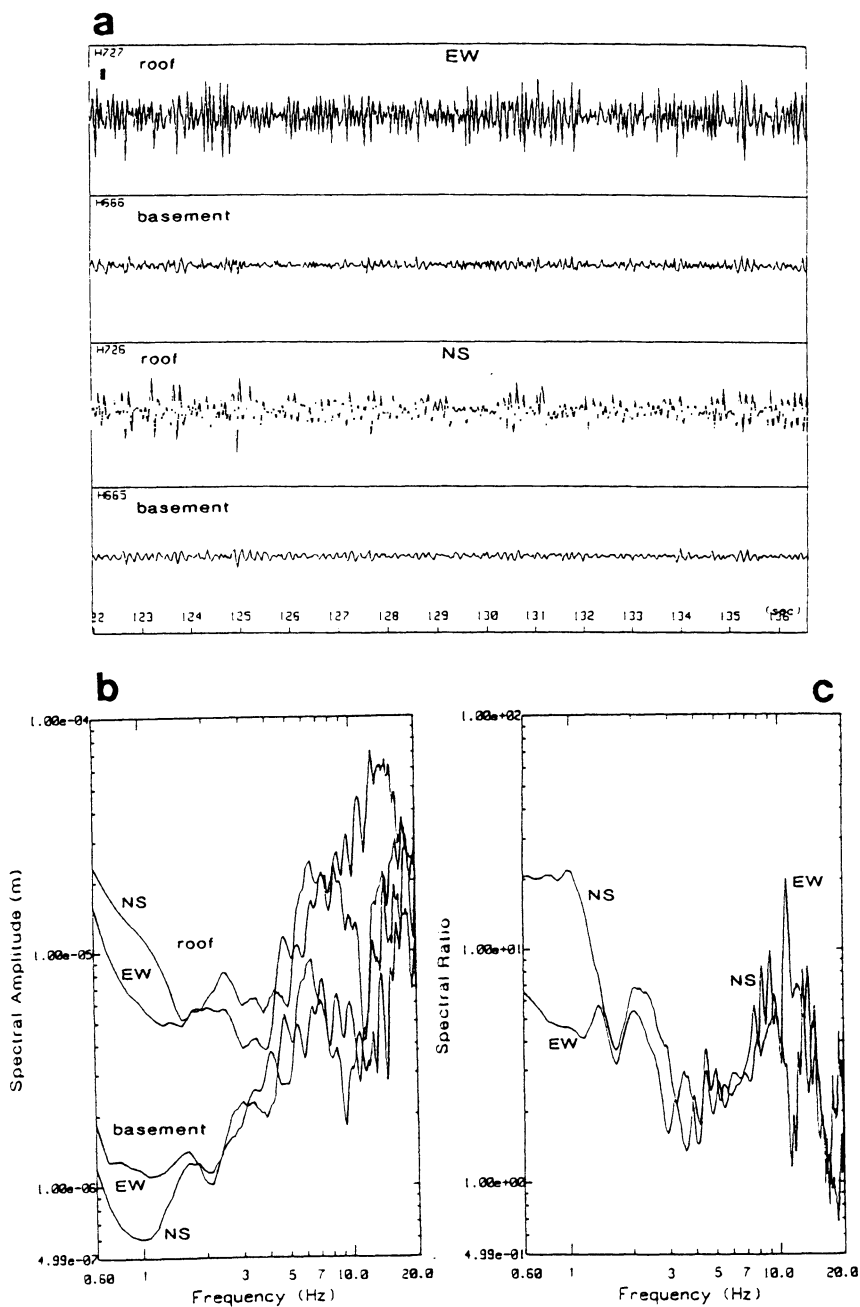 a
H727
roof
EW
H666
basement
H726
roof
NS
H665
basement
22 123 124 125 126 127 128 129 130 131 132 133 134 135 136
(sec)
b
1.00e-04
1.00e-05
1.00e-06
4.99e-07
Spectral Amplitude (m)
NS
roof
EW
basement
EW
NS
0.60 1 3 5 7 10.0 20.0
Frequency (Hz)
c
1.00e+02
1.00e+01
1.00e+00
4.99e-01
Spectral Ratio
NS
EW
NS
EW
0.60 1 3 5 7 10.0 20.0
Frequency (Hz)